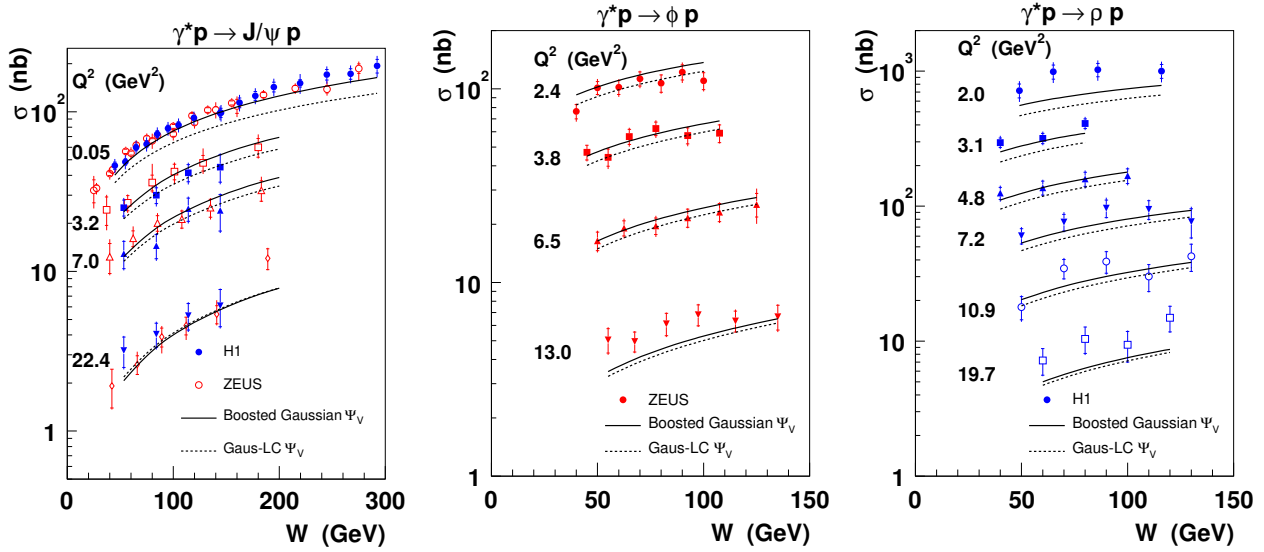 γ*p → J/ψ p
σ (nb)
Q² (GeV²)
0.05
3.2
7.0
22.4
10²
10
1
H1
ZEUS
Boosted Gaussian Ψ_V
Gaus-LC Ψ_V
0 100 200 300
W (GeV)
γ*p → φ p
σ (nb)
Q² (GeV²)
2.4
3.8
6.5
13.0
10²
10
1
ZEUS
Boosted Gaussian Ψ_V
Gaus-LC Ψ_V
0 50 100 150
W (GeV)
γ*p → ρ p
σ (nb)
Q² (GeV²)
2.0
3.1
4.8
7.2
10.9
19.7
10³
10²
10
1
H1
Boosted Gaussian Ψ_V
Gaus-LC Ψ_V
0 50 100 150
W (GeV)